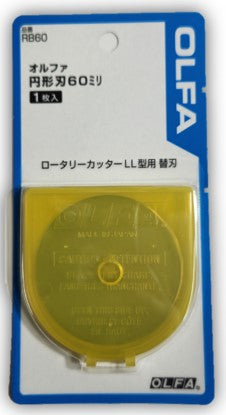 品番
RB60
オルファ
円形刃60ミリ
1枚入
OLFA
ロータリーカッターLL型用 替刃
OLFA
MADE IN JAPAN
CAUTION ATTENTION
OLFA